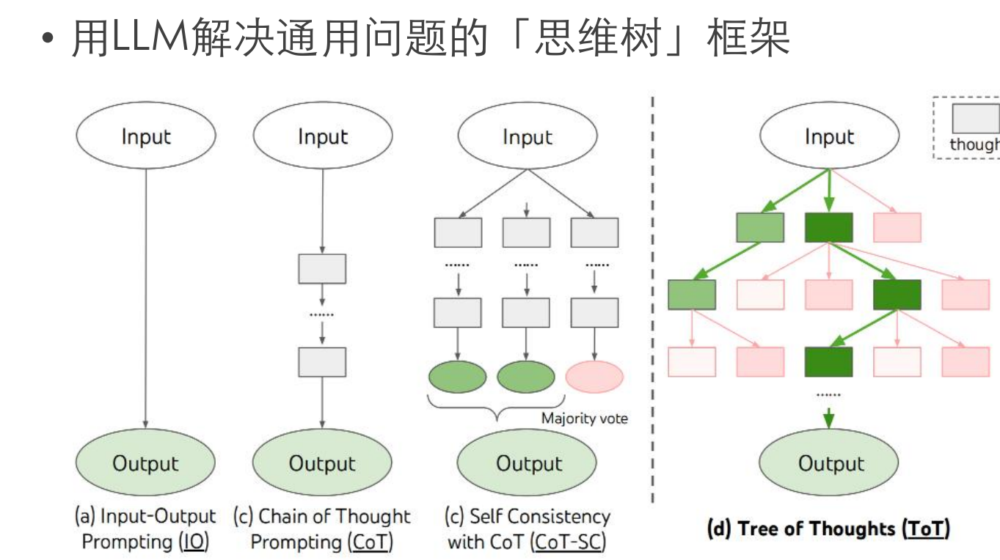 • 用LLM解决通用问题的「思维树」框架
Input
Input
Input
Input
though
......
......
......
......
......
Majority vote
Output
Output
Output
Output
(a) Input-Output
Prompting (IO)
(c) Chain of Thought
Prompting (CoT)
(c) Self Consistency
with CoT (CoT-SC)
(d) Tree of Thoughts (ToT)